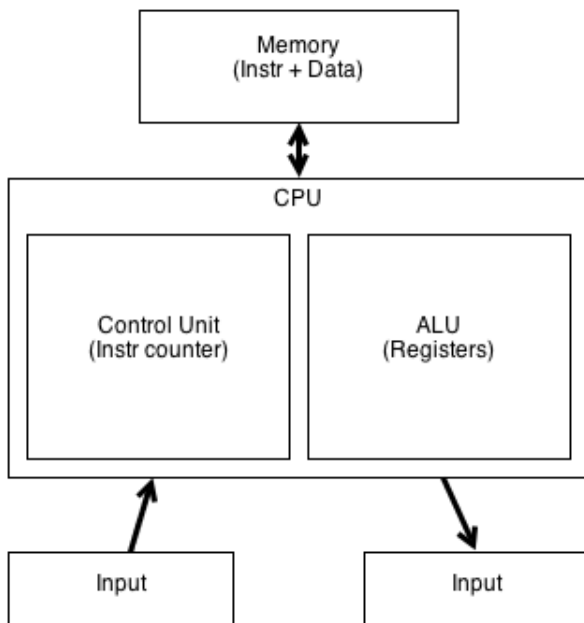 Memory
(Instr + Data)
CPU
Control Unit
(Instr counter)
ALU
(Registers)
Input
Input